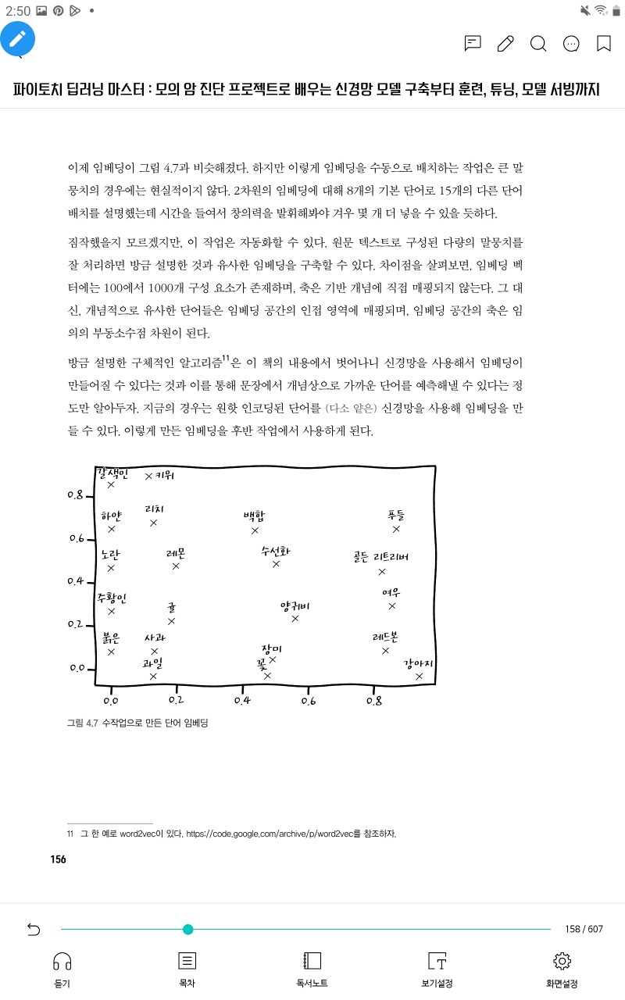 2:50
파이토치 딥러닝 마스터 : 모의 암 진단 프로젝트로 배우는 신경망 모델 구축부터 훈련, 튜닝, 모델 서빙까지
이제 임베딩이 그림 4.7과 비슷해졌다. 하지만 이렇게 임베딩을 수동으로 배치하는 작업은 큰 말
뭉치의 경우에는 현실적이지 않다. 2차원의 임베딩에 대해 8개의 기본 단어로 15개의 다른 단어
배치를 설명했는데 시간을 들여서 창의력을 발휘해봐야 겨우 몇 개 더 넣을 수 있을 듯하다.
짐작했을지 모르겠지만, 이 작업은 자동화할 수 있다. 원문 텍스트로 구성된 다량의 말뭉치를
잘 처리하면 방금 설명한 것과 유사한 임베딩을 구축할 수 있다. 차이점을 살펴보면, 임베딩 벡
터에는 100에서 1000개 구성 요소가 존재하며, 축은 기반 개념에 직접 매핑되지 않는다. 그 대
신, 개념적으로 유사한 단어들은 임베딩 공간의 인접 영역에 매핑되며, 임베딩 공간의 축은 임
의의 부동소수점 차원이 된다.
방금 설명한 구체적인 알고리즘11은 이 책의 내용에서 벗어나니 신경망을 사용해서 임베딩이
만들어질 수 있다는 것과 이를 통해 문장에서 개념상으로 가까운 단어를 예측해낼 수 있다는 정
도만 알아두자. 지금의 경우는 원핫 인코딩된 단어를 (다소 얕은) 신경망을 사용해 임베딩을 만
들 수 있다. 이렇게 만든 임베딩을 후반 작업에서 사용하게 된다.
갈색인 키위
0.8
하얀 리치 백합 푸들
0.6
노란 레몬 수선화 골든 리트리버
0.4
주황인 귤 양귀비 여우
0.2
붉은 사과 장미 레드본
0.0 과일 꽃 강아지
0.0 0.2 0.4 0.6 0.8
그림 4.7 수작업으로 만든 단어 임베딩
11 그 한 예로 word2vec이 있다. https://code.google.com/archive/p/word2vec를 참조하자.
156
158 / 607
듣기 목차 독서노트 보기설정 화면설정